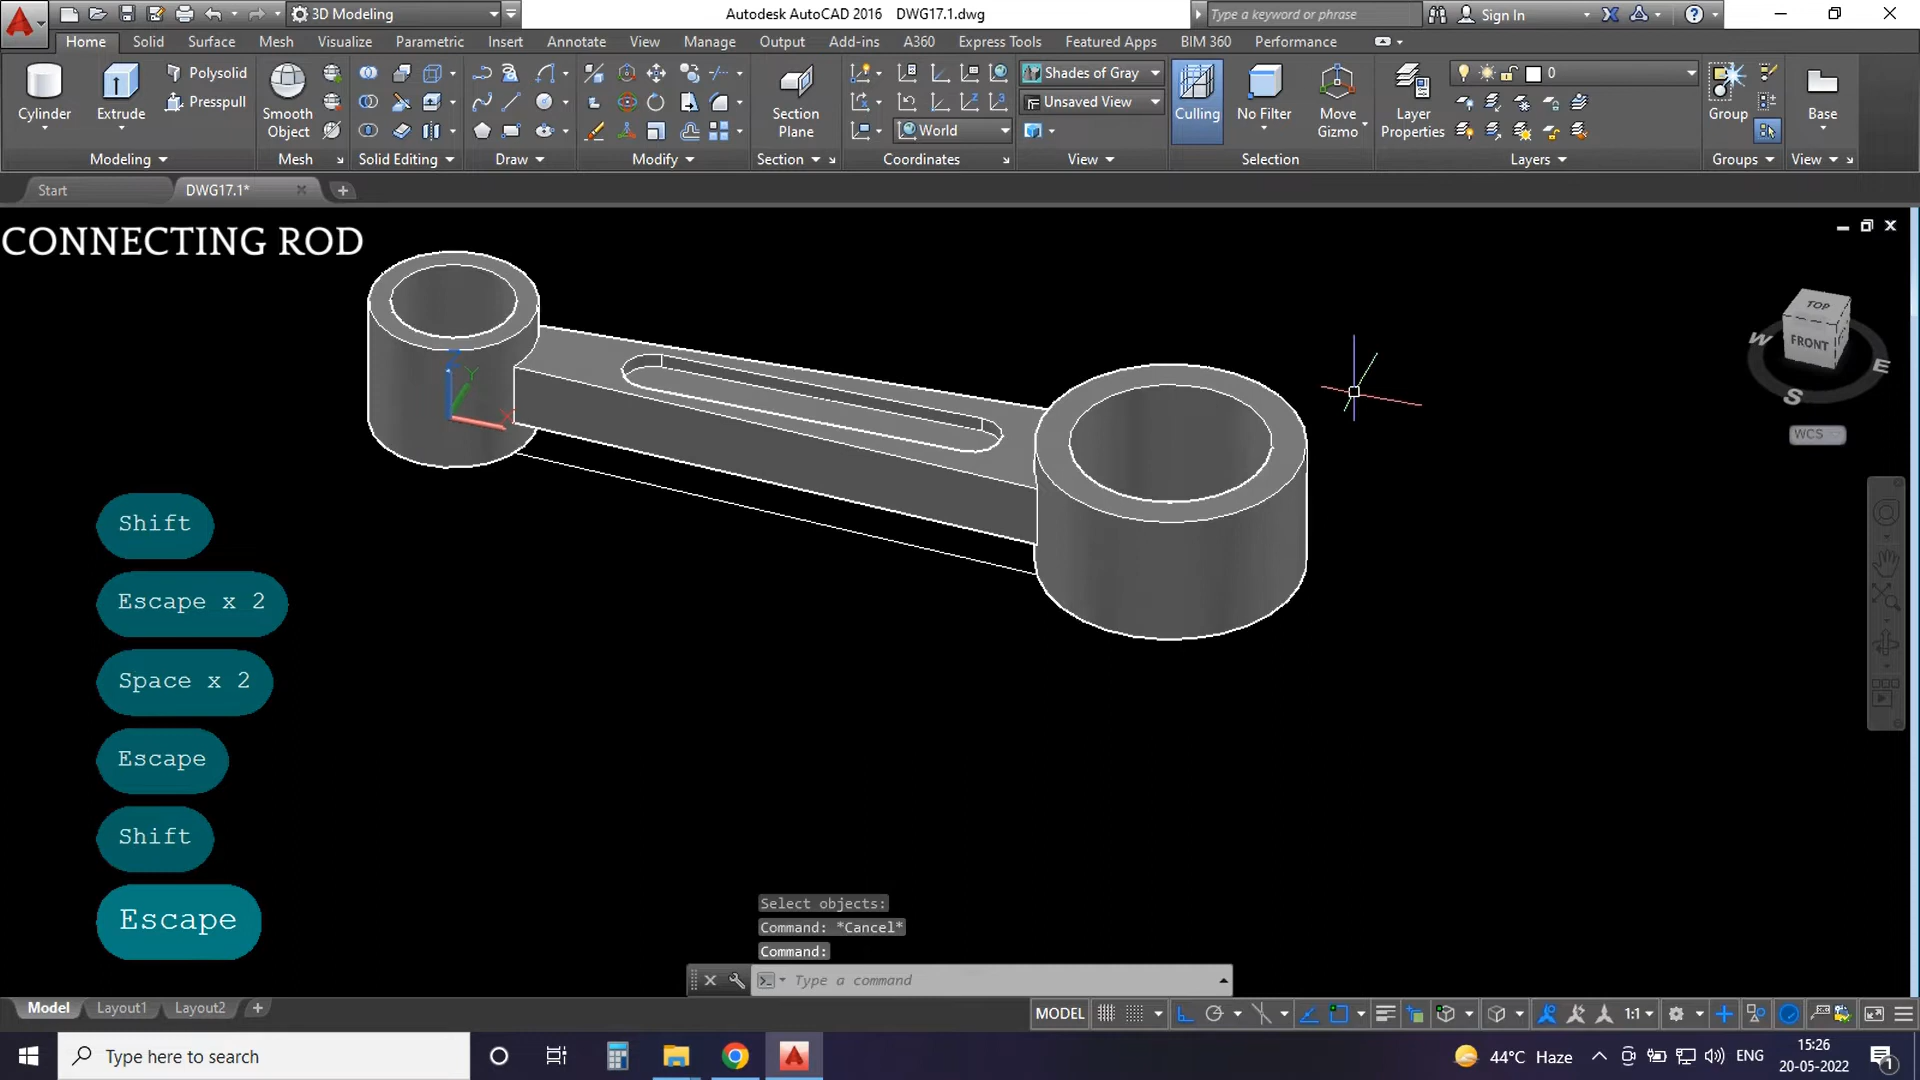 3D Modeling
Autodesk AutoCAD 2016 DWG17.1.dwg
Type a keyword or phrase
Sign In
Home Solid Surface Mesh Visualize Parametric Insert Annotate View Manage Output Add-ins A360 Express Tools Featured Apps BIM 360 Performance
Cylinder
Extrude
Polysolid
Presspull
Modeling
Smooth
Object
Mesh
Solid Editing
Draw
Modify
Section
Plane
Section
World
Coordinates
Shades of Gray
Unsaved View
View
Culling
No Filter
Move
Gizmo
Selection
Layer
Properties
0
Layers
Group
Groups
Base
View
Start
DWG17.1*
CONNECTING ROD
TOP
FRONT
W
E
S
WCS
Z
Y
X
Shift
Escape x 2
Space x 2
Escape
Shift
Escape
Select objects:
Command: *Cancel*
Command:
Type a command
Model Layout1 Layout2
MODEL
1:1
Type here to search
44°C Haze
ENG
15:26
20-05-2022
1